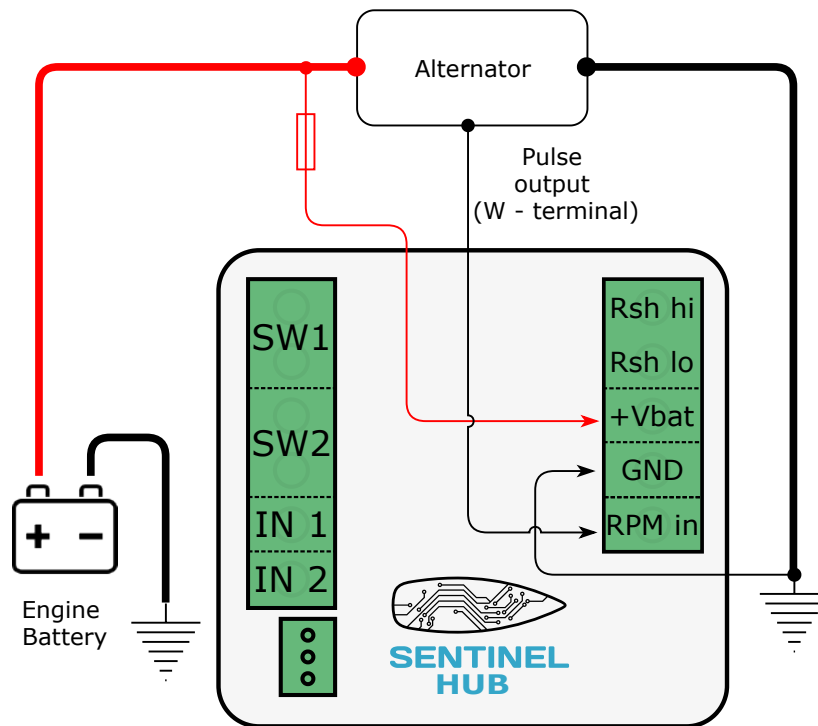 Alternator
Pulse
output
(W - terminal)
SW1
SW2
IN 1
IN 2
Rsh hi
Rsh lo
+Vbat
GND
RPM in
+ -
Engine
Battery
SENTINEL
HUB